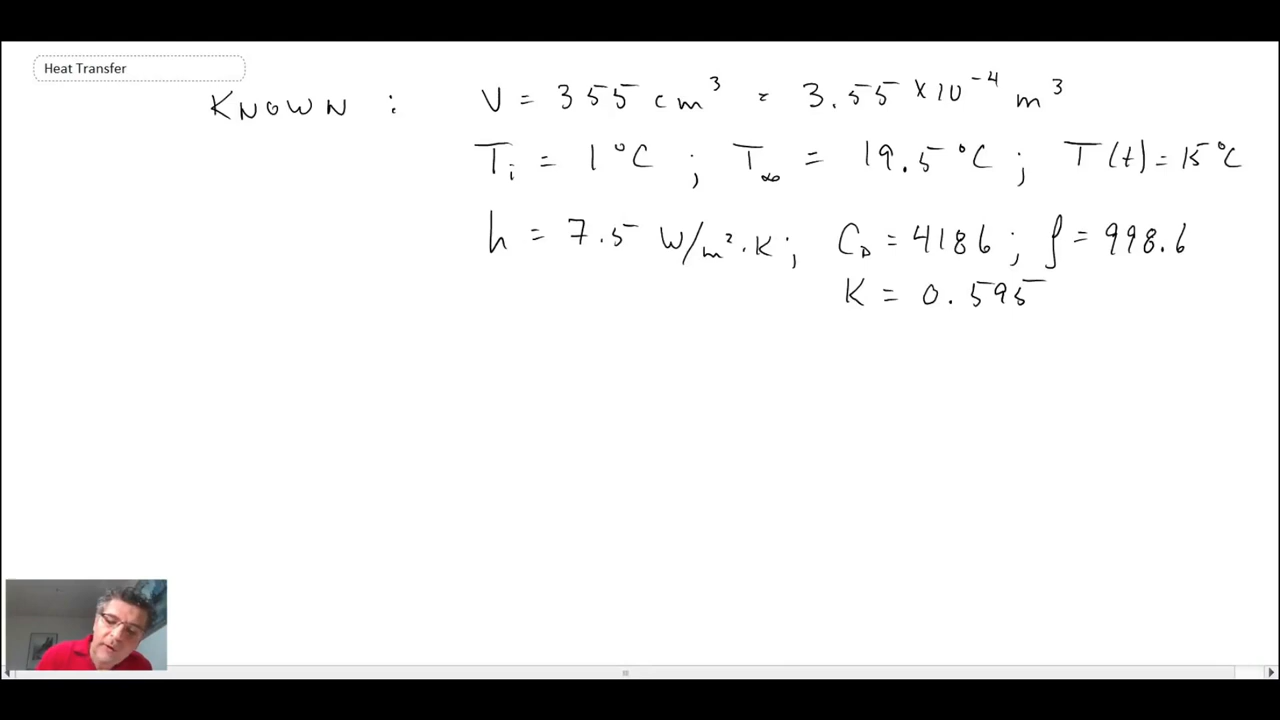 Heat Transfer
KNOWN : V = 355 cm³ = 3.55 × 10⁻⁴ m³
Tᵢ = 1 °C ; T∞ = 19.5 °C ; T(t) = 15 °C
h = 7.5 W/m²·K ; Cₚ = 4186 ; ρ = 998.6
K = 0.595